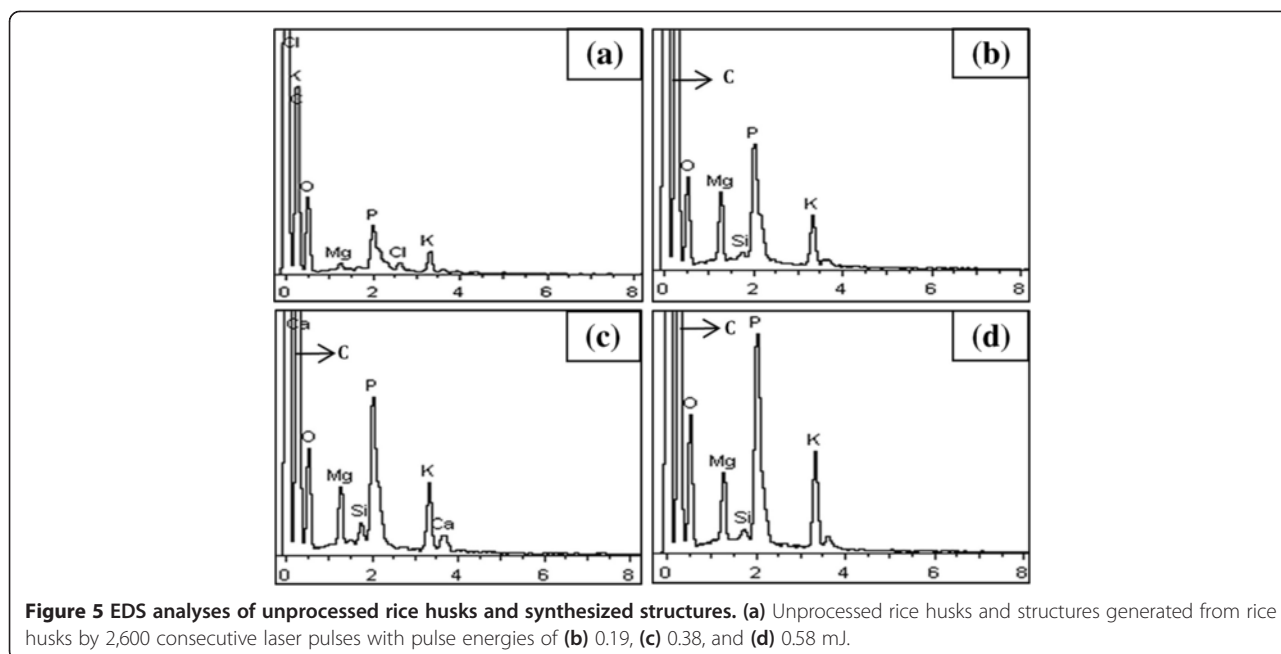 (a)
Cl
K
C
O
Mg
P
Cl
K
0 2 4 6 8
(b)
C
O
Mg
Si
P
K
0 2 4 6 8
(c)
Ca
C
O
Mg
Si
P
K
Ca
0 2 4 6 8
(d)
C
O
Mg
Si
P
K
0 2 4 6 8
Figure 5 EDS analyses of unprocessed rice husks and synthesized structures. (a) Unprocessed rice husks and structures generated from rice
husks by 2,600 consecutive laser pulses with pulse energies of (b) 0.19, (c) 0.38, and (d) 0.58 mJ.